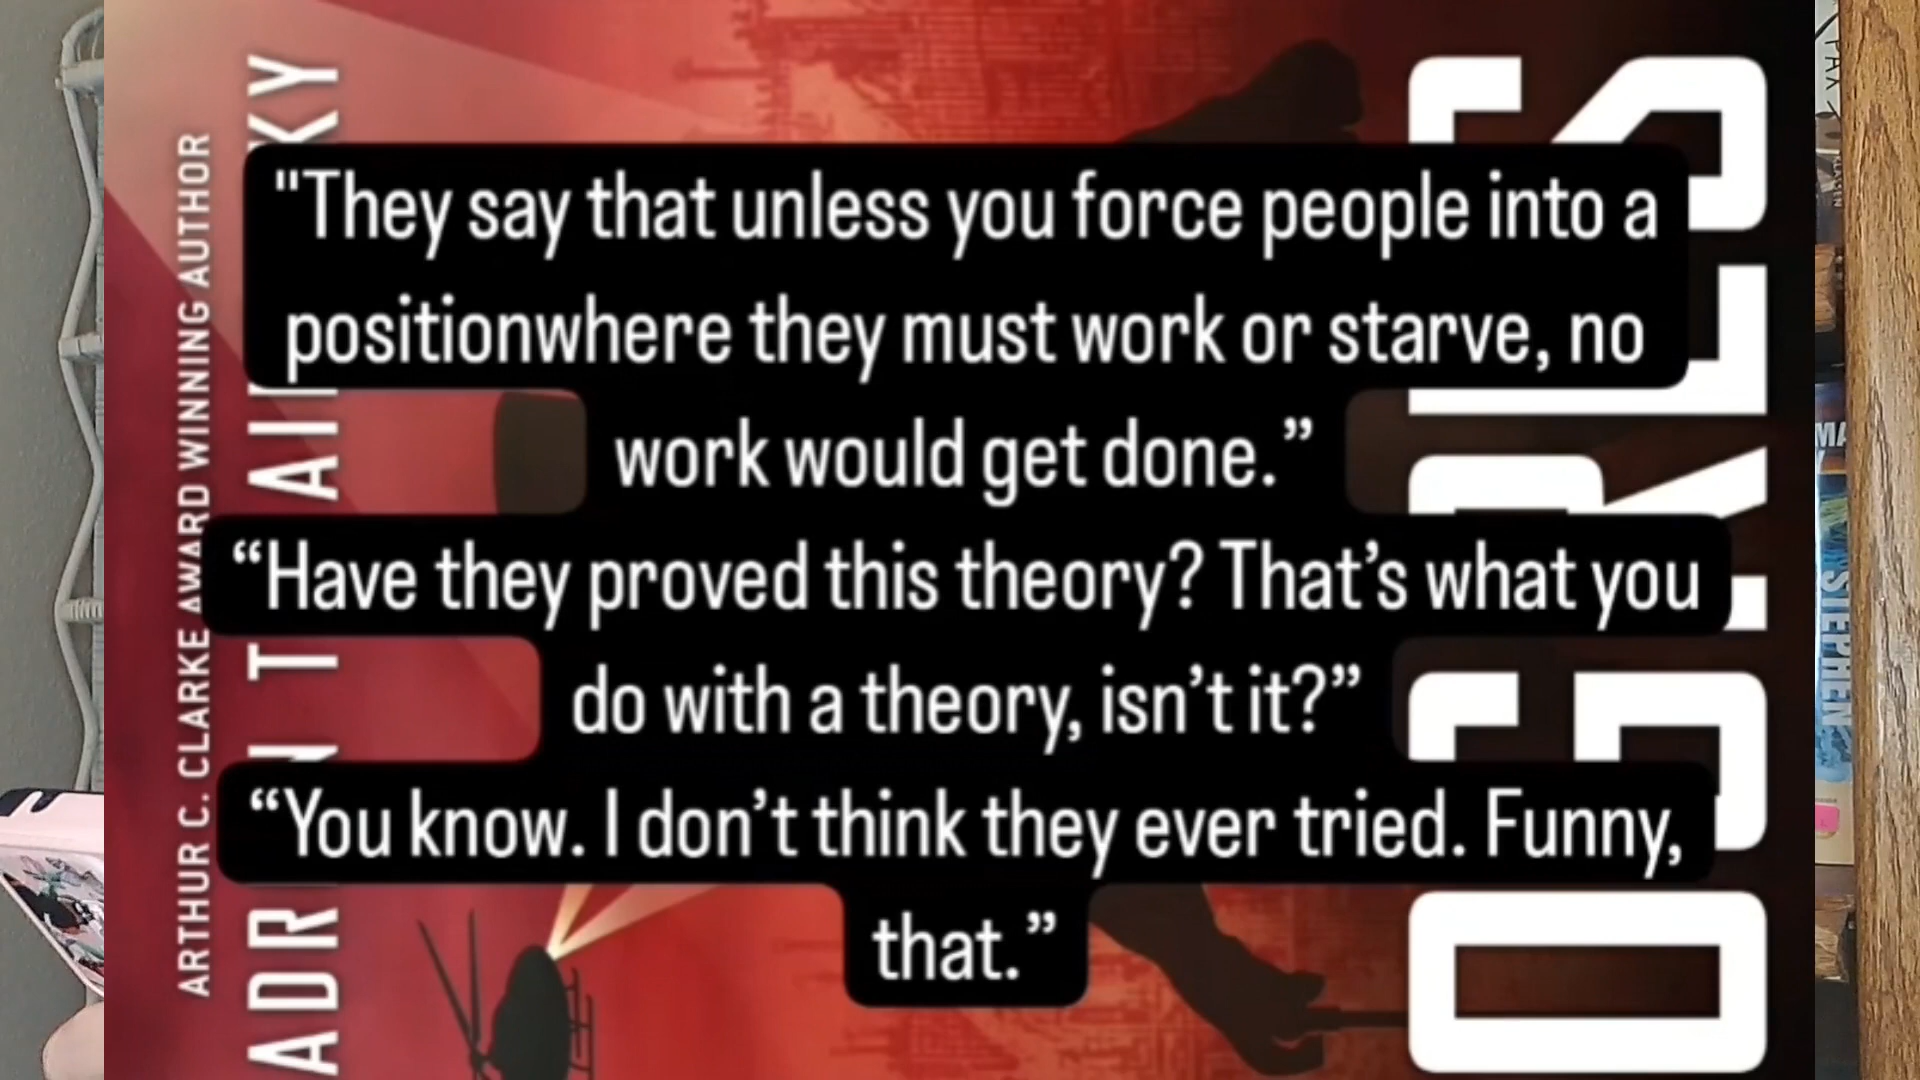 "They say that unless you force people into a
positionwhere they must work or starve, no
work would get done.”
“Have they proved this theory? That’s what you
do with a theory, isn’t it?”
“You know. I don’t think they ever tried. Funny,
that.”
ARTHUR C. CLARKE AWARD WINNING AUTHOR
STEPHEN